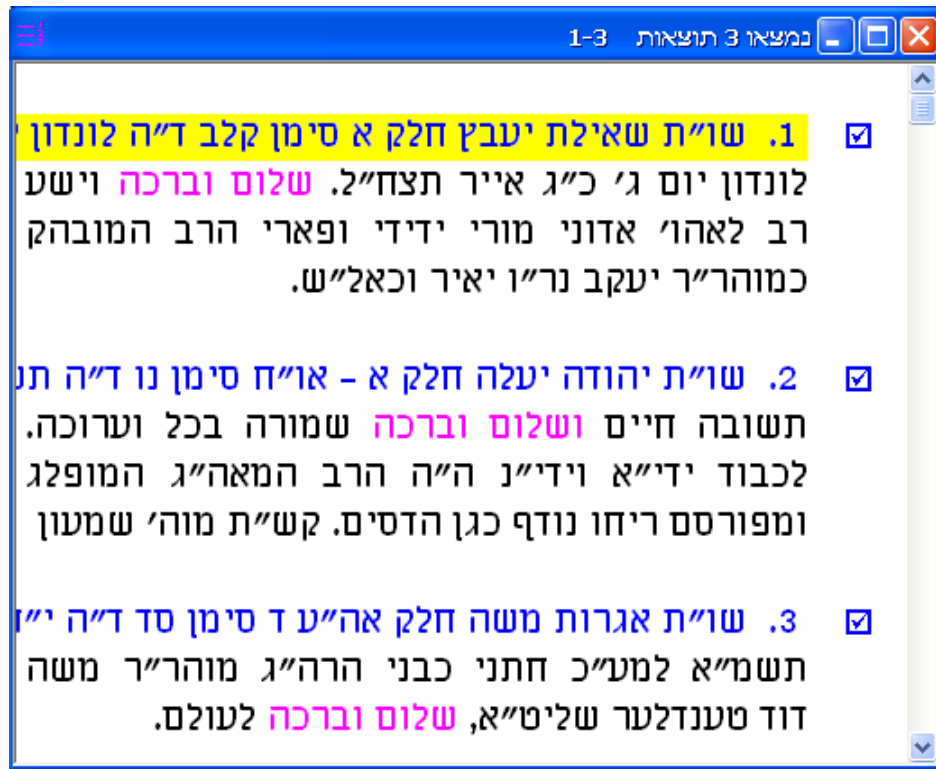 נמצאו 3 תוצאות 1-3
1. שו״ת שאילת יעבץ חלק א סימן קלב ד״ה לונדון
לונדון יום ג׳ כ״ג אייר תצח״ל. שלום וברכה וישע
רב לאהו׳ אדוני מורי ידידי ופארי הרב המובהק
כמוהר״ר יעקב נר״ו יאיר וכאל״ש.
2. שו״ת יהודה יעלה חלק א – או״ח סימן נו ד״ה
תשובה חיים ושלום וברכה שמורה בכל וערוכה.
לכבוד ידי״א וידי״נ ה״ה הרב המאה״ג המופלג
ומפורסם ריחו נודף כגן הדסים. קש״ת מוה׳ שמעון
3. שו״ת אגרות משה חלק אה״ע ד סימן סד ד״ה
תשמ״א למע״כ חתני כבני הרה״ג מוהר״ר משה
דוד טענדלער שליט״א, שלום וברכה לעולם.